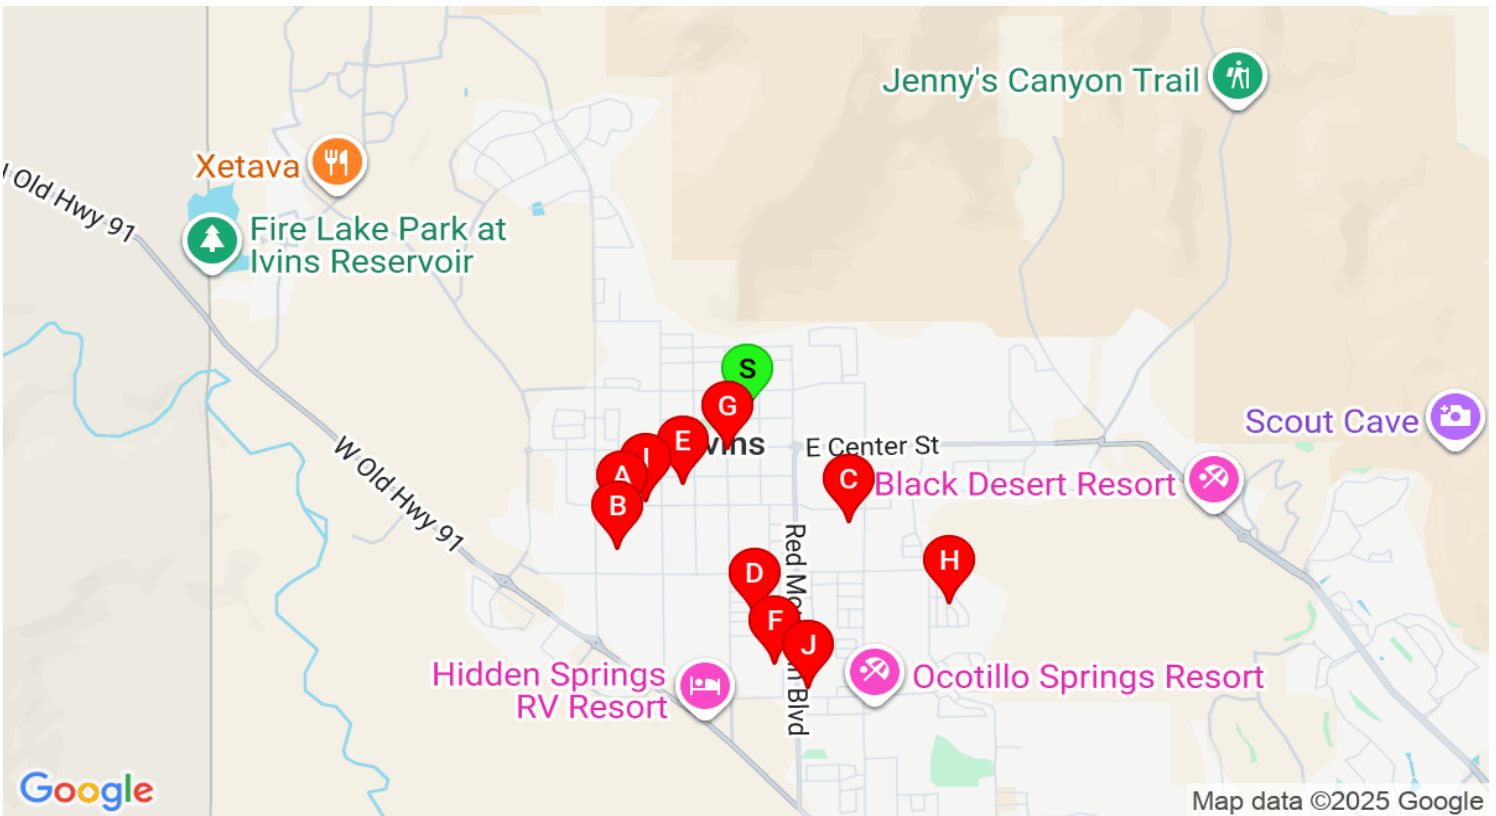 Jenny's Canyon Trail
Xetava
Old Hwy 91
Fire Lake Park at
Ivins Reservoir
S
G
E
I
A
B
vins
E Center St
C
Black Desert Resort
Scout Cave
W Old Hwy 91
D
F
J
H
Hidden Springs
RV Resort
Ocotillo Springs Resort
Google
Map data ©2025 Google